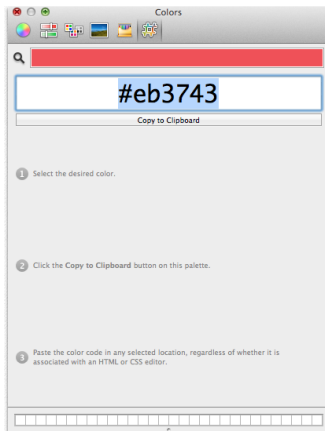 Colors
#eb3743
Copy to Clipboard
1 Select the desired color.
2 Click the Copy to Clipboard button on this palette.
3 Paste the color code in any selected location, regardless of whether it is
associated with an HTML or CSS editor.